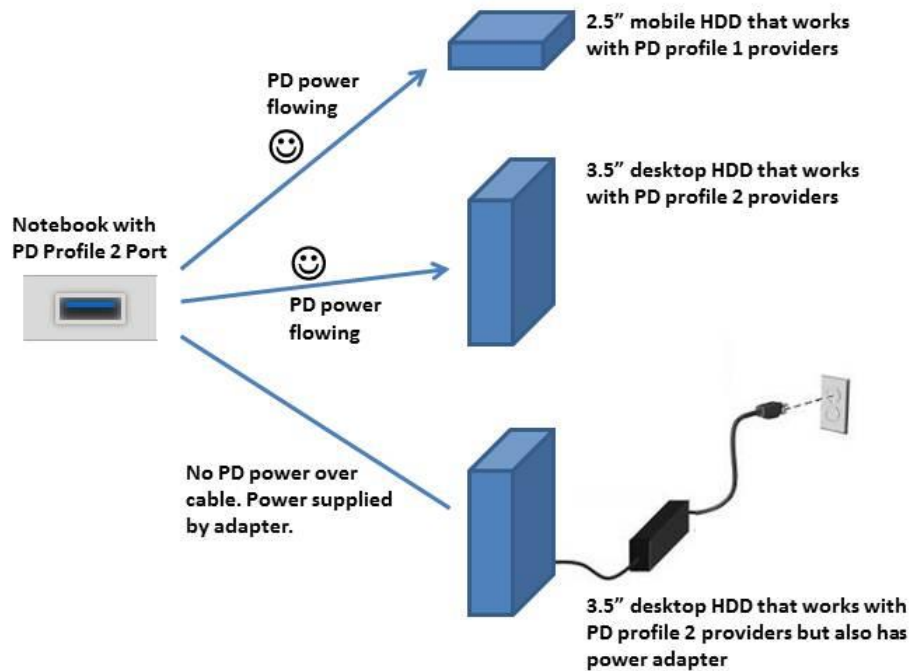 2.5” mobile HDD that works
with PD profile 1 providers
PD power
flowing
3.5” desktop HDD that works
with PD profile 2 providers
Notebook with
PD Profile 2 Port
PD power
flowing
No PD power over
cable. Power supplied
by adapter.
3.5” desktop HDD that works with
PD profile 2 providers but also has
power adapter